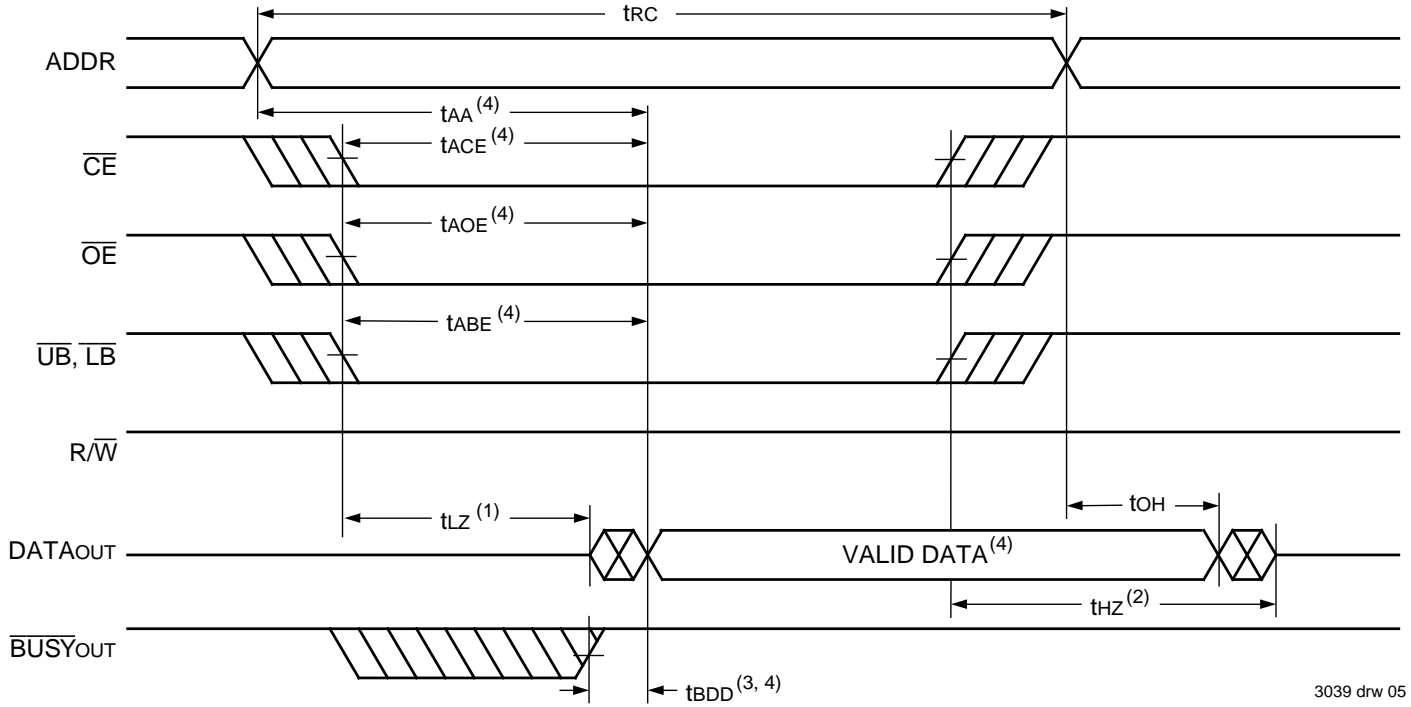 tRC
ADDR
tAA (4)
CE
tACE (4)
OE
tAOE (4)
UB, LB
tABE (4)
R/W
tLZ (1)
tOH
DATAOUT
VALID DATA(4)
tHZ(2)
BUSYOUT
tBDD(3, 4)
3039 drw 05